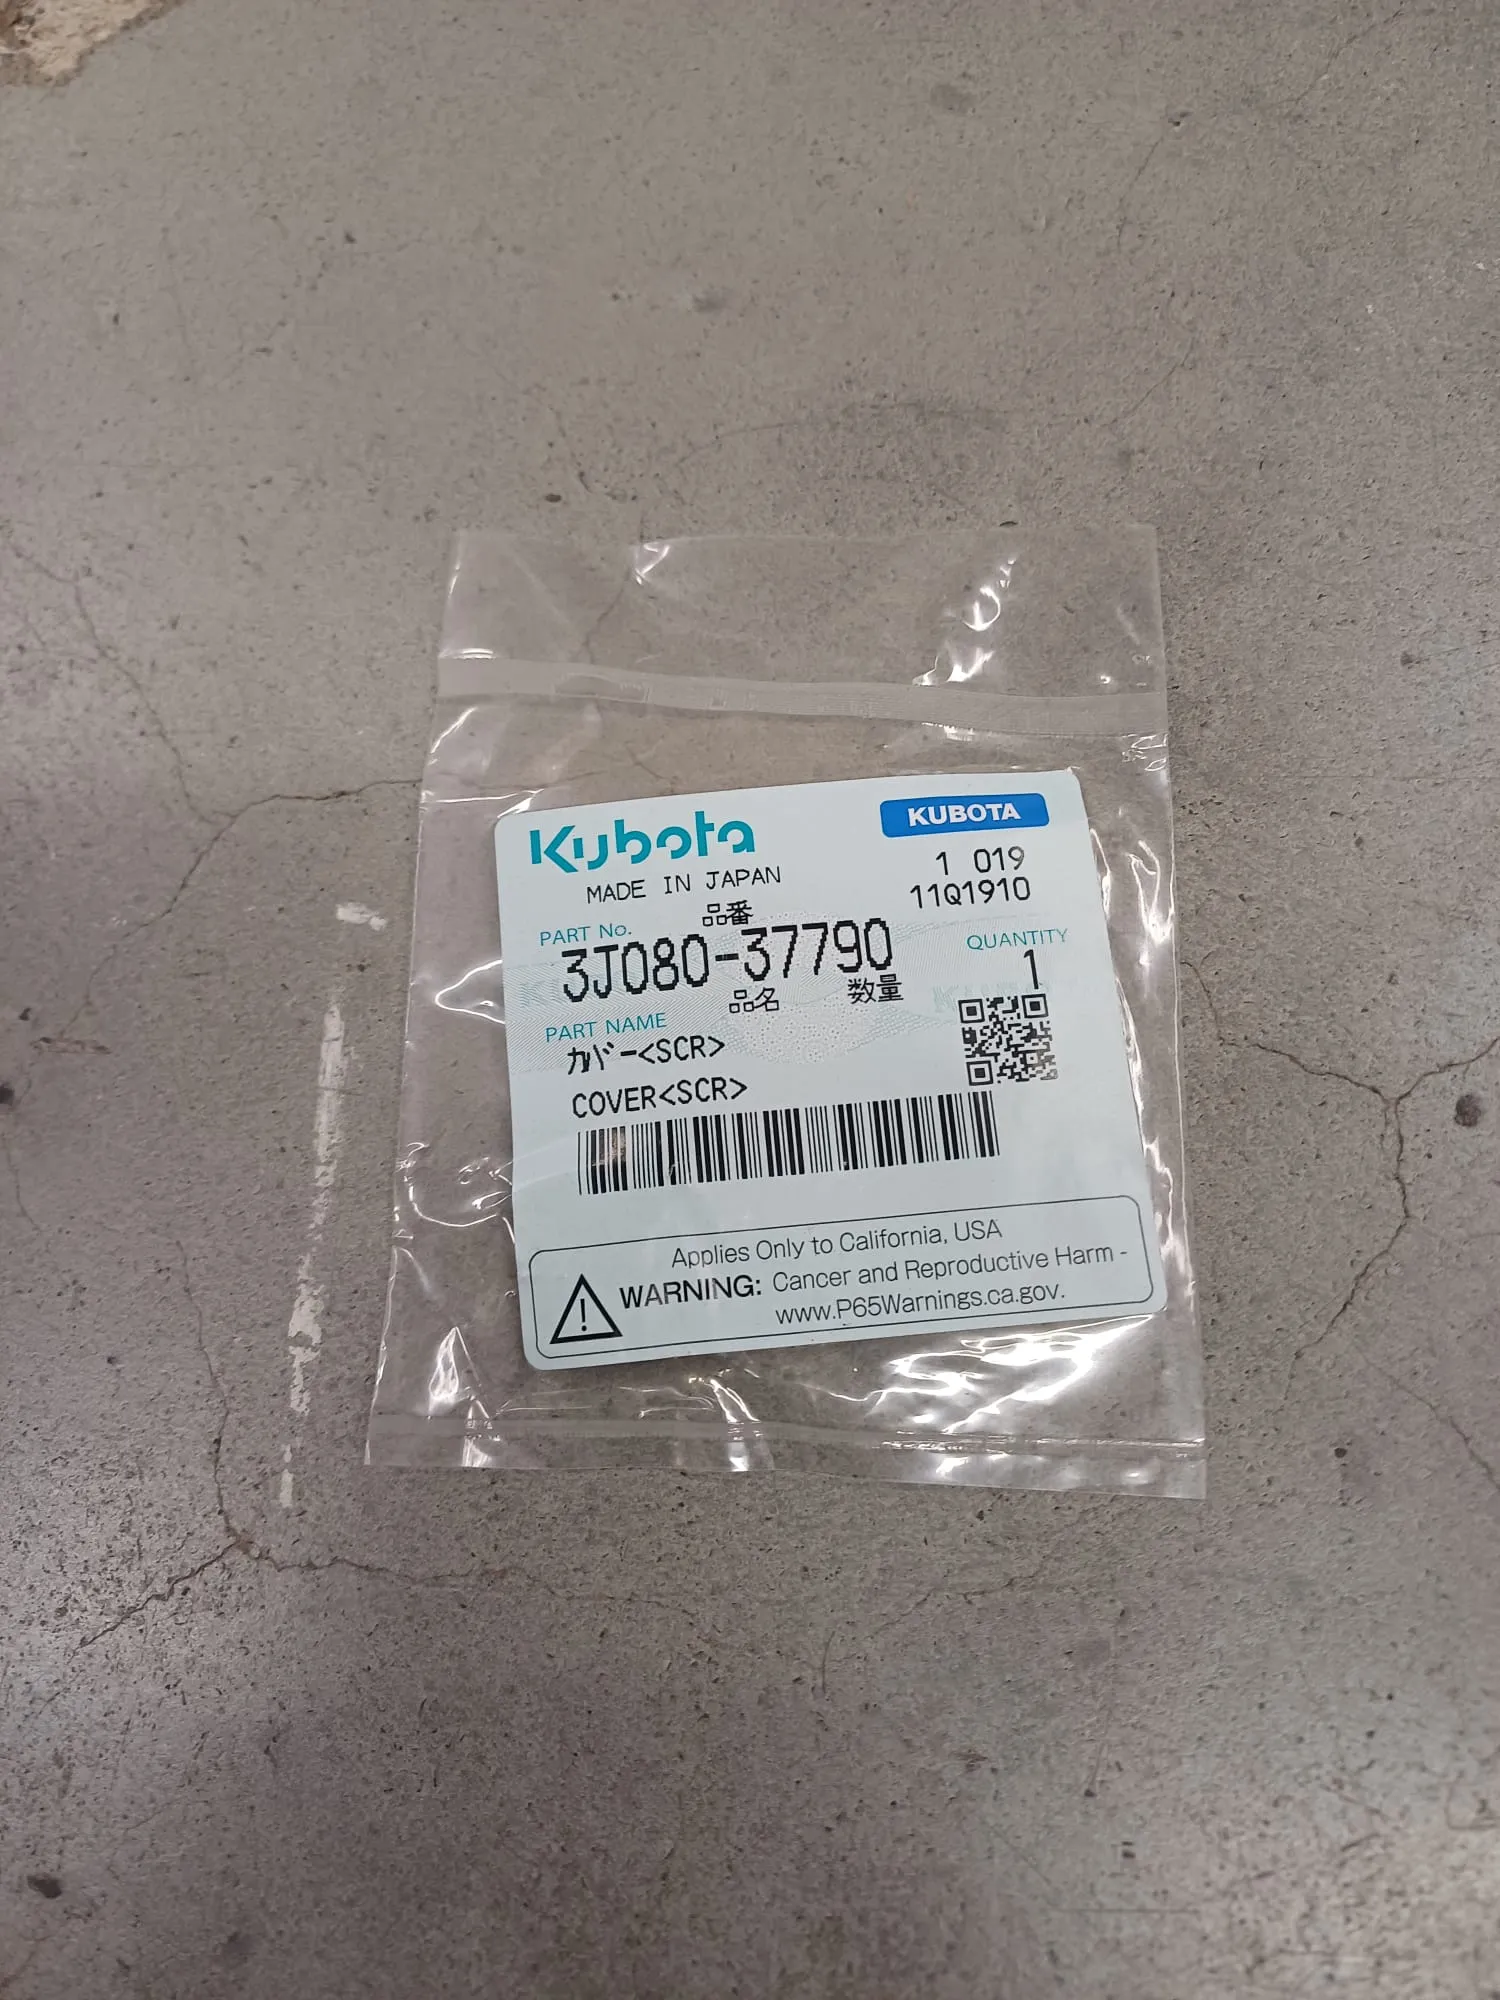 Kubota
KUBOTA
MADE IN JAPAN
1 019
11Q1910
品番
PART No.
3J080-37790
QUANTITY
1
品名
数量
PART NAME
カバー<SCR>
COVER<SCR>
Applies Only to California, USA
WARNING: Cancer and Reproductive Harm -
www.P65Warnings.ca.gov.